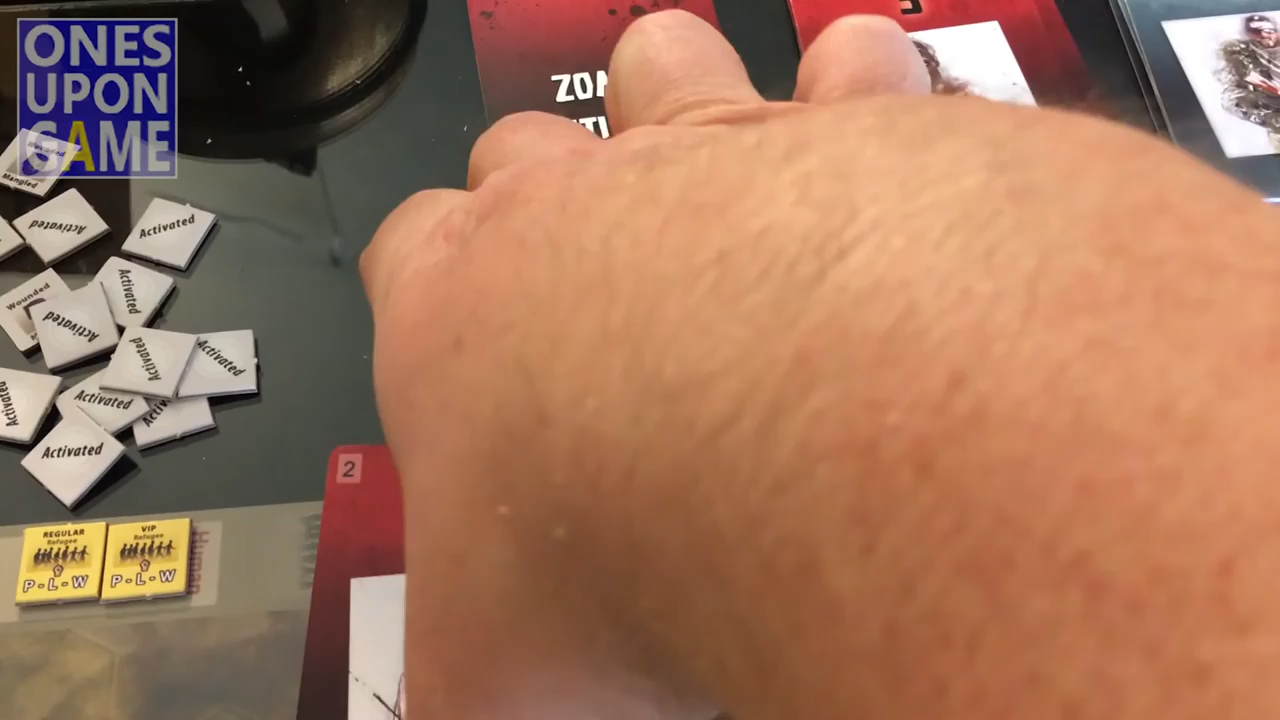 ONES
UPON
GAME
Mangled
Activated
Activated
Activated
Wounded
Activated
Activated
Activated
Activated
Activated
Activated
2
REGULAR
Refugee
P-L-W
VIP
Refugee
P-L-W
Human